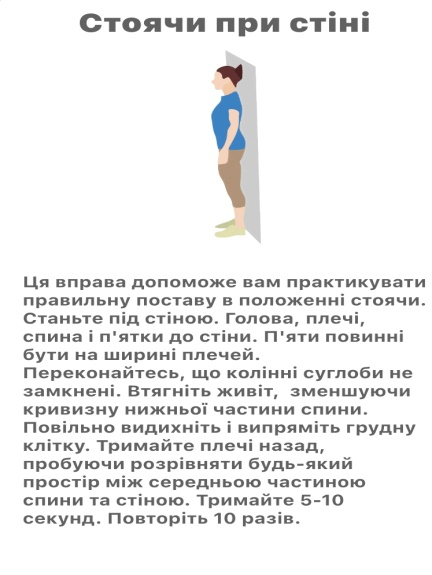 Стоячи при стіні
Ця вправа допоможе вам практикувати
правильну поставу в положенні стоячи.
Станьте під стіною. Голова, плечі,
спина і п'ятки до стіни. П'яти повинні
бути на ширині плечей.
Переконайтесь, що колінні суглоби не
замкнені. Втягніть живіт,  зменшуючи
кривизну нижньої частини спини.
Повільно видихніть і випряміть грудну
клітку. Тримайте плечі назад,
пробуючи розрівняти будь-який
простір між середньою частиною
спини та стіною. Тримайте 5-10
секунд. Повторіть 10 разів.